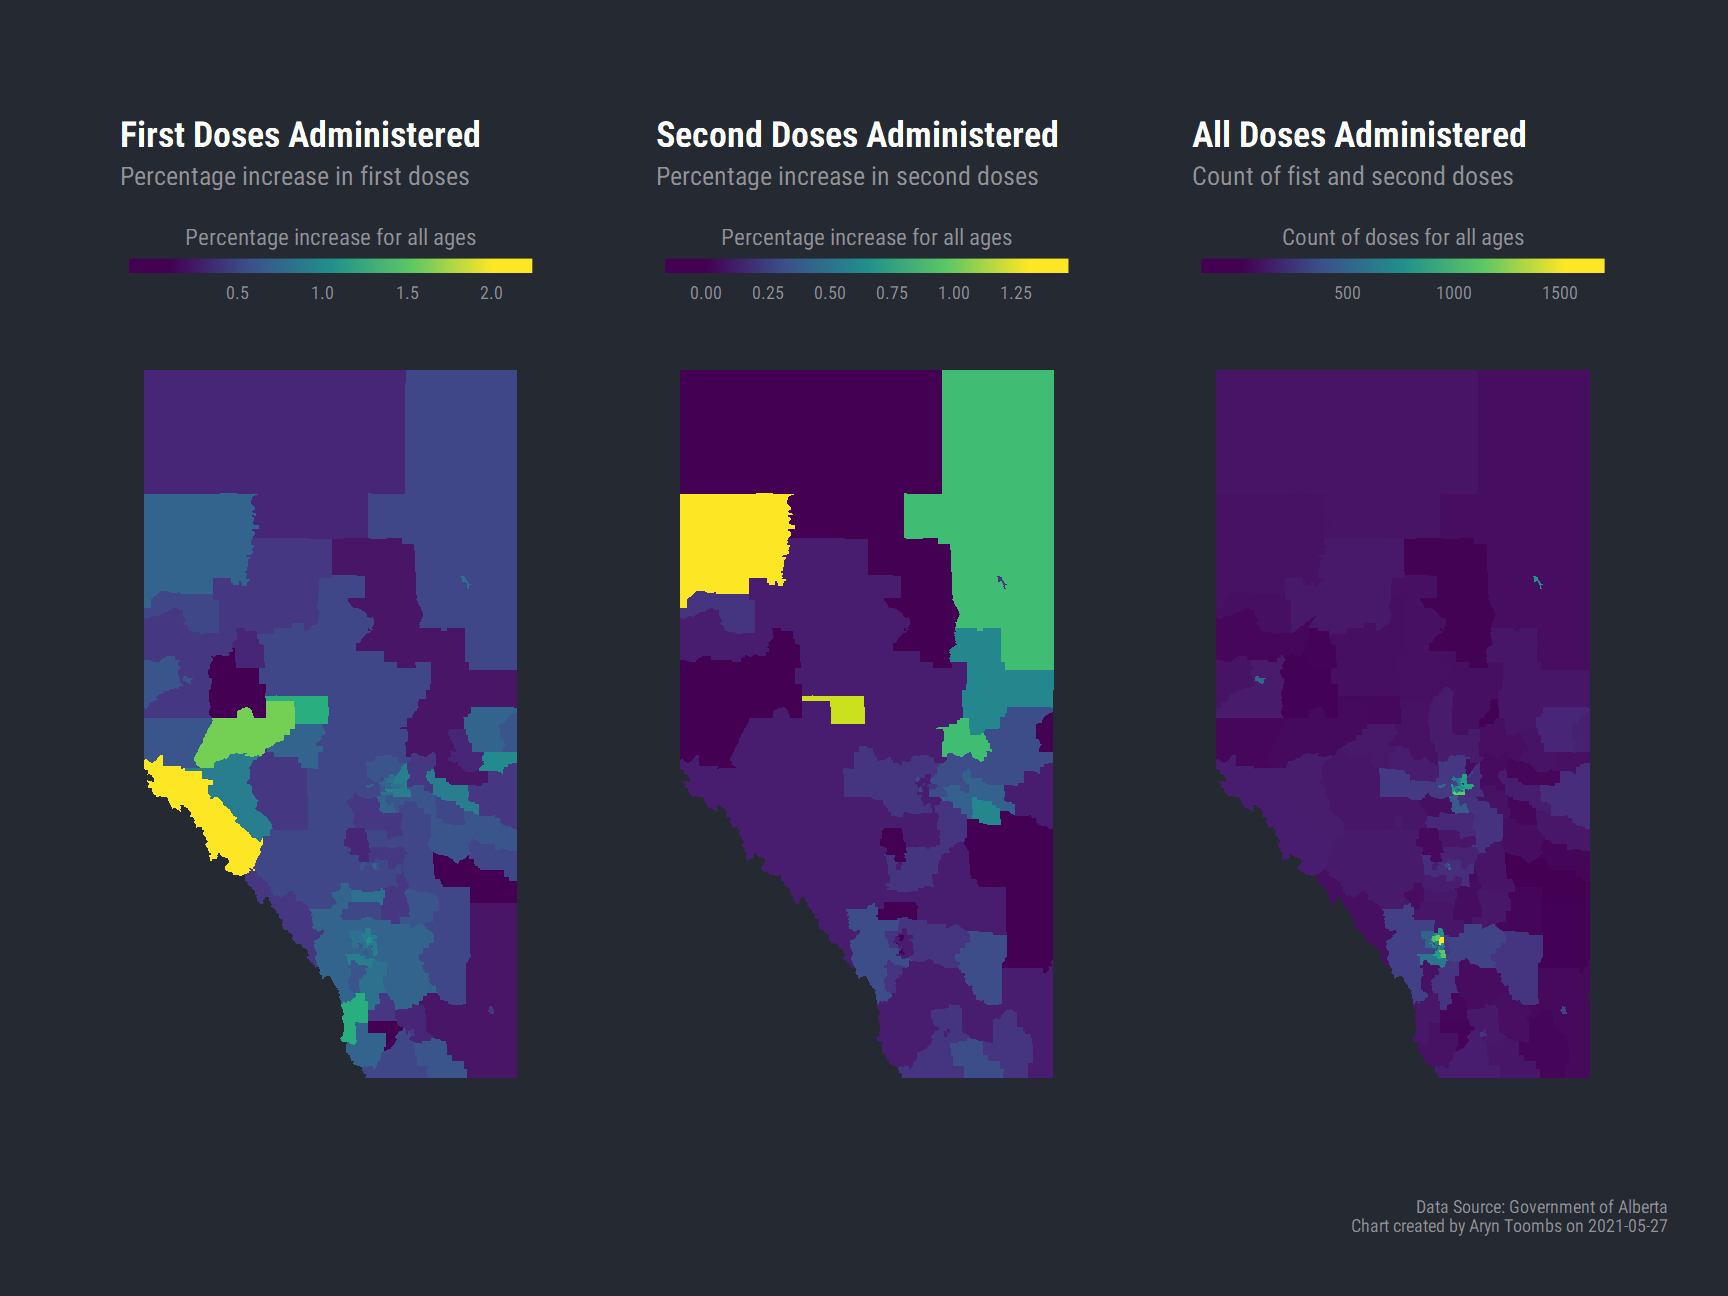 First Doses Administered
Percentage increase in first doses
Percentage increase for all ages
0.5 1.0 1.5 2.0
Second Doses Administered
Percentage increase in second doses
Percentage increase for all ages
0.00 0.25 0.50 0.75 1.00 1.25
All Doses Administered
Count of fist and second doses
Count of doses for all ages
500 1000 1500
Data Source: Government of Alberta
Chart created by Aryn Toombs on 2021-05-27